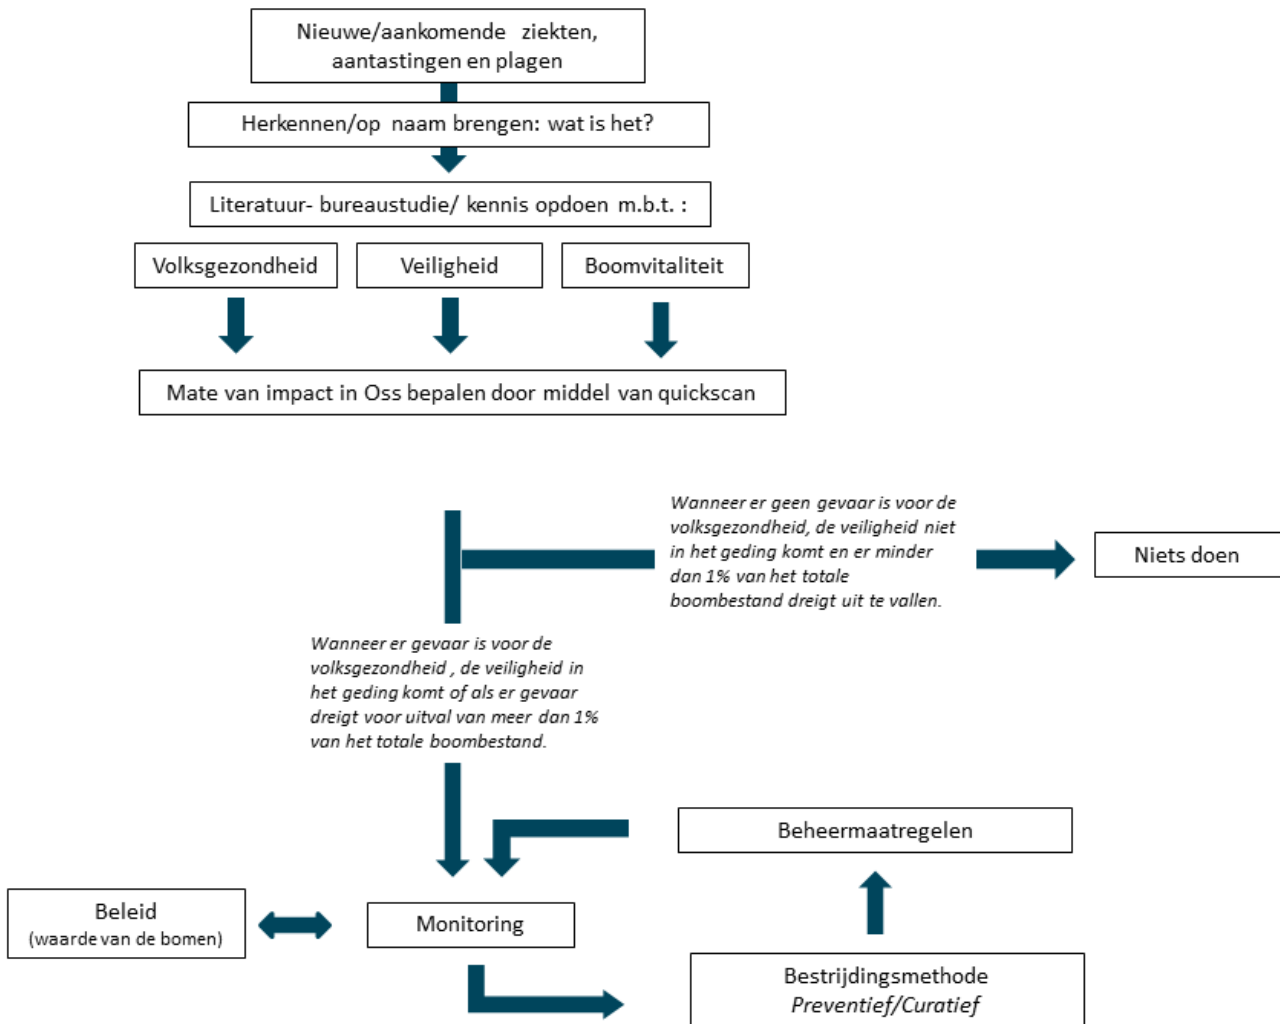 Nieuwe/aankomende ziekten,
aantastingen en plagen
Herkennen/op naam brengen: wat is het?
Literatuur- bureaustudie/ kennis opdoen m.b.t. :
Volksgezondheid
Veiligheid
Boomvitaliteit
Mate van impact in Oss bepalen door middel van quickscan
Wanneer er geen gevaar is voor de
volksgezondheid, de veiligheid niet
in het geding komt en er minder
dan 1% van het totale
boombestand dreigt uit te vallen.
Niets doen
Wanneer er gevaar is voor de
volksgezondheid , de veiligheid in
het geding komt of als er gevaar
dreigt voor uitval van meer dan 1%
van het totale boombestand.
Beheermaatregelen
Beleid
(waarde van de bomen)
Monitoring
Bestrijdingsmethode
Preventief/Curatief